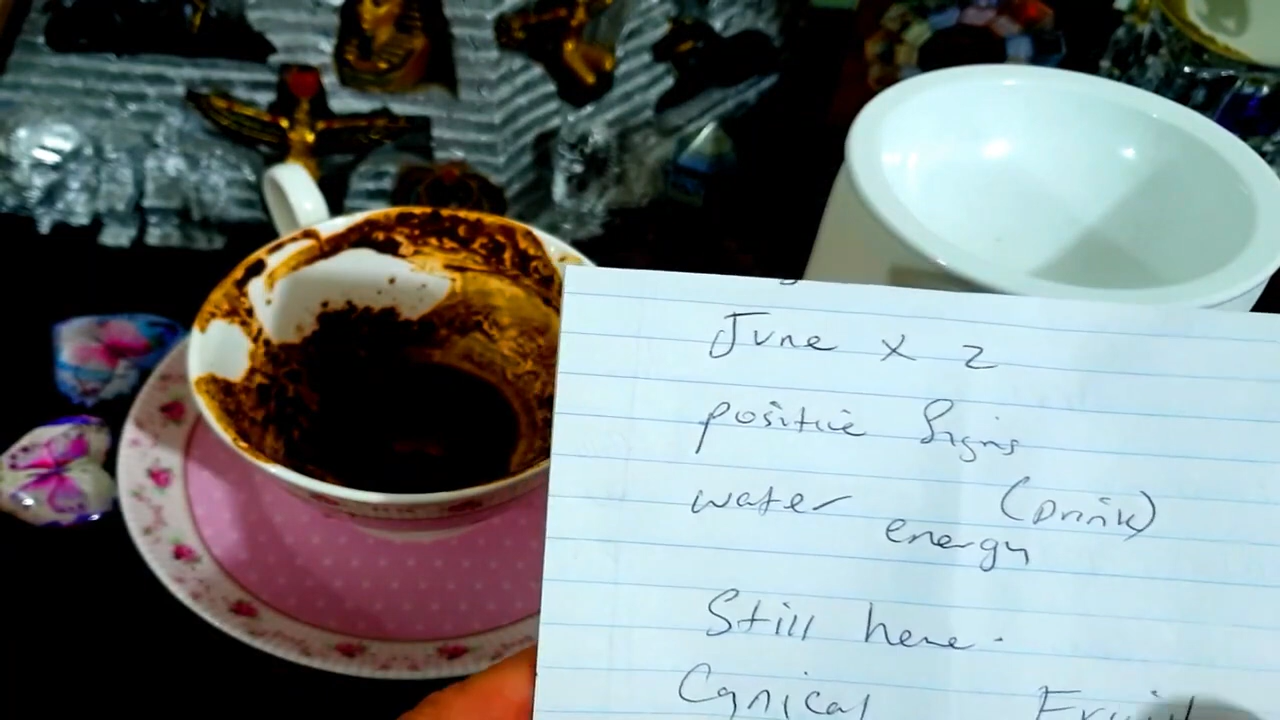 June x 2
positive Signs
water (Drink)
energy
Still here.
Cynical